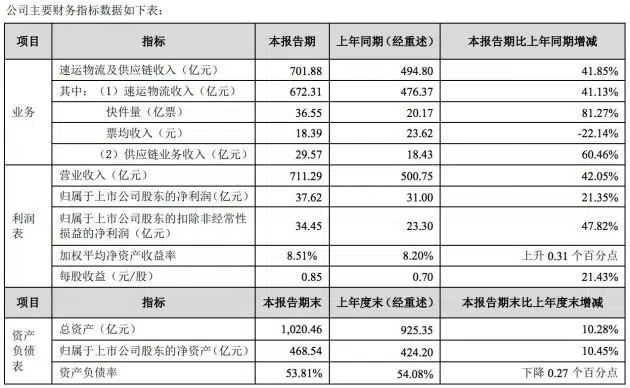 公司主要财务指标数据如下表：
项目 指标 本报告期 上年同期（经重述） 本报告期比上年同期增减
业务
速运物流及供应链收入（亿元） 701.88 494.80 41.85%
其中：（1）速运物流收入（亿元） 672.31 476.37 41.13%
快件量（亿票） 36.55 20.17 81.27%
票均收入（元） 18.39 23.62 -22.14%
（2）供应链业务收入（亿元） 29.57 18.43 60.46%
利润
表
营业收入（亿元） 711.29 500.75 42.05%
归属于上市公司股东的净利润（亿元） 37.62 31.00 21.35%
归属于上市公司股东的扣除非经常性
损益的净利润（亿元） 34.45 23.30 47.82%
加权平均净资产收益率 8.51% 8.20% 上升 0.31 个百分点
每股收益（元/股） 0.85 0.70 21.43%
项目 指标 本报告期末 上年度末（经重述） 本报告期末比上年度末增减
资产
负债
表
总资产（亿元） 1,020.46 925.35 10.28%
归属于上市公司股东的净资产（亿元） 468.54 424.20 10.45%
资产负债率 53.81% 54.08% 下降 0.27 个百分点